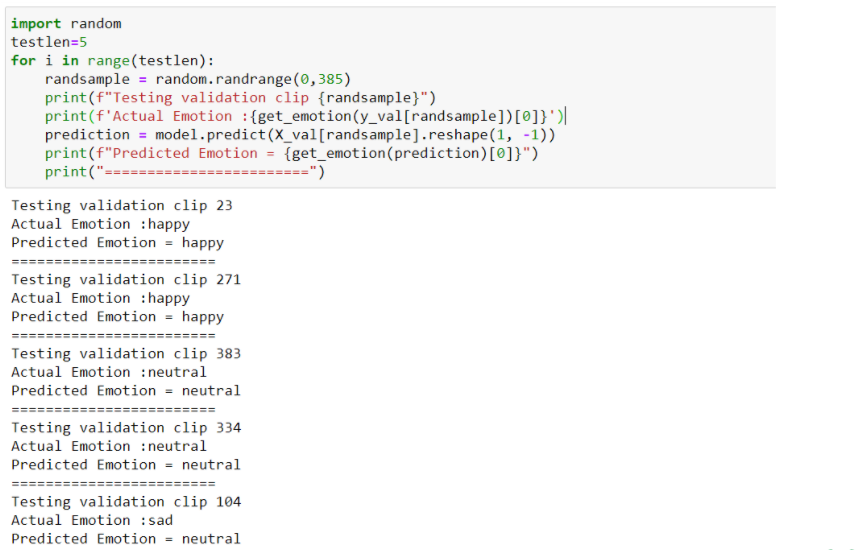 import random
testlen=5
for i in range(testlen):
    randsample = random.randrange(0,385)
    print(f"Testing validation clip {randsample}")
    print(f'Actual Emotion :{get_emotion(y_val[randsample])[0]}')
    prediction = model.predict(X_val[randsample].reshape(1, -1))
    print(f"Predicted Emotion = {get_emotion(prediction)[0]}")
    print("========================")
Testing validation clip 23
Actual Emotion :happy
Predicted Emotion = happy
========================
Testing validation clip 271
Actual Emotion :happy
Predicted Emotion = happy
========================
Testing validation clip 383
Actual Emotion :neutral
Predicted Emotion = neutral
========================
Testing validation clip 334
Actual Emotion :neutral
Predicted Emotion = neutral
========================
Testing validation clip 104
Actual Emotion :sad
Predicted Emotion = neutral